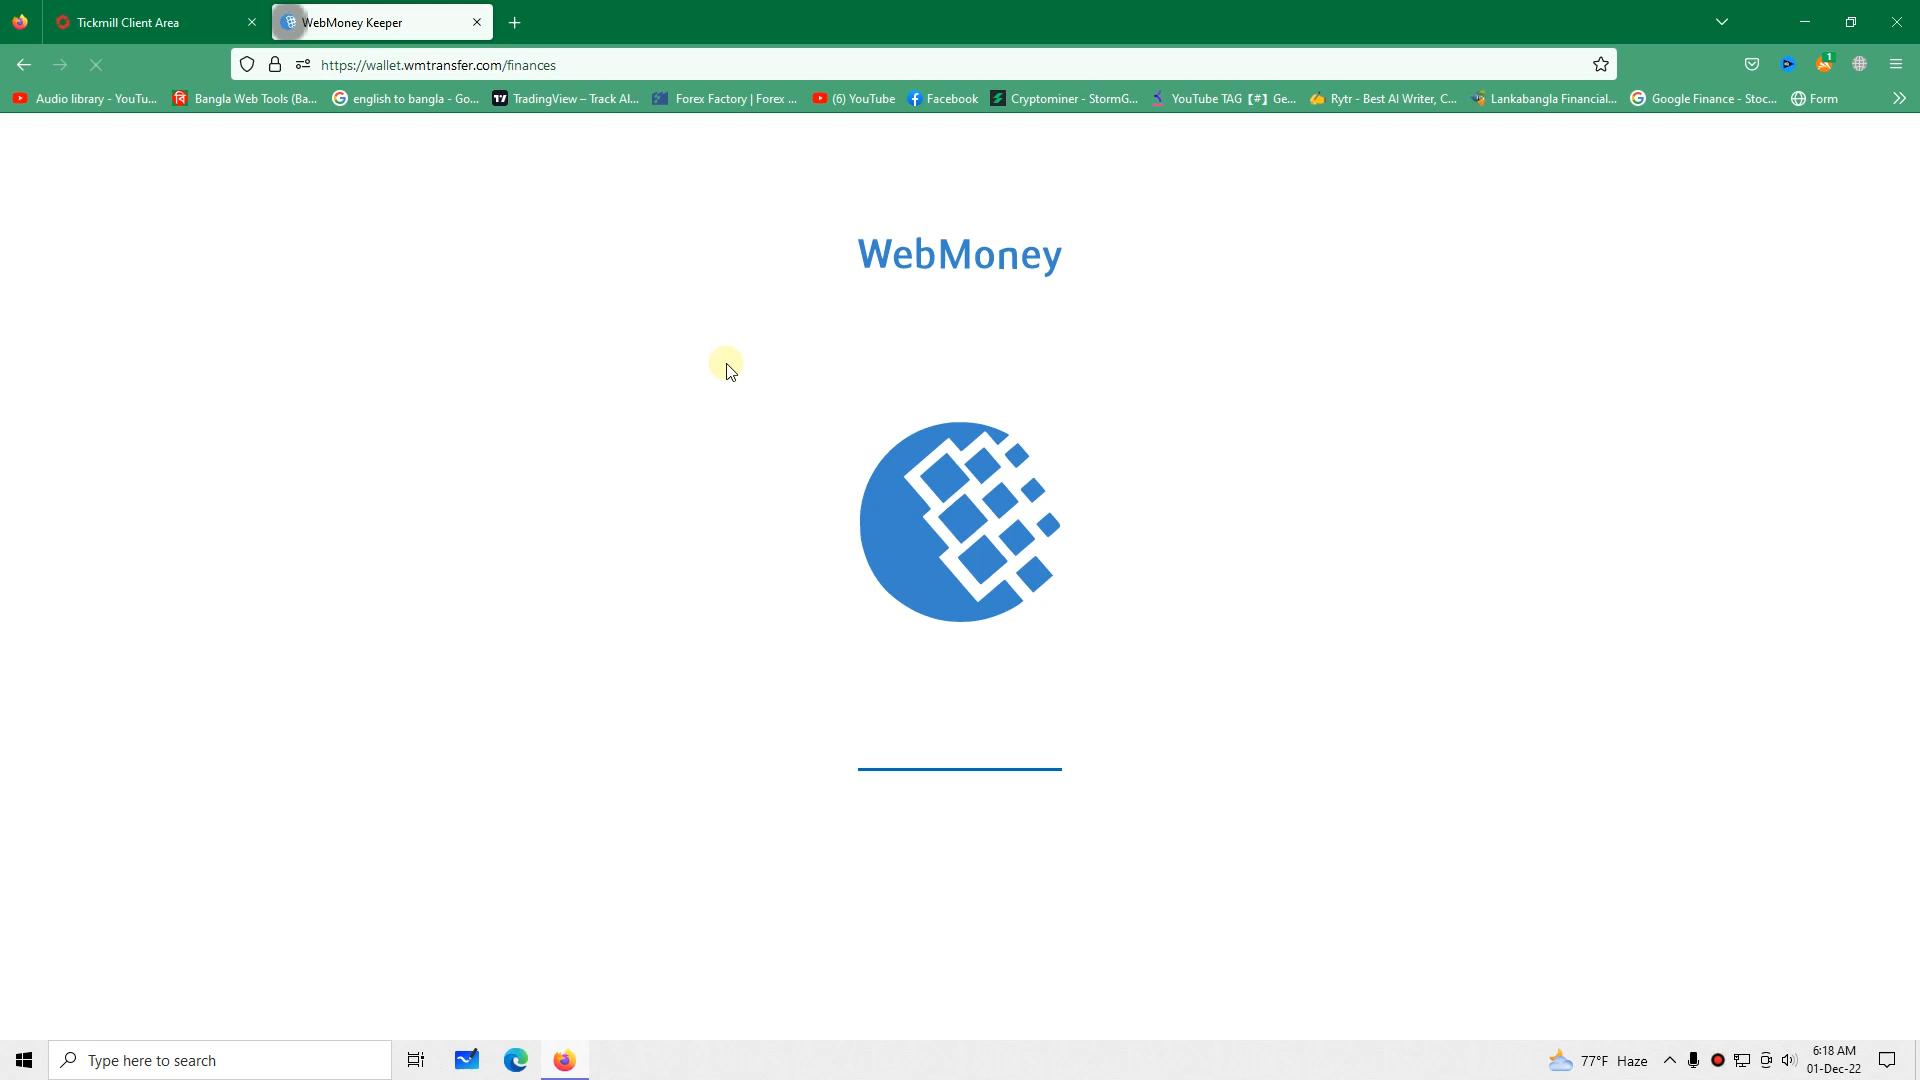 Tickmill Client Area
WebMoney Keeper
https://wallet.wmtransfer.com/finances
1
Audio library - YouTu...
Bangla Web Tools (Ba...
english to bangla - Go...
TradingView – Track Al...
Forex Factory | Forex ...
(6) YouTube
Facebook
Cryptominer - StormG...
YouTube TAG【#】Ge...
Rytr - Best AI Writer, C...
Lankabangla Financial...
Google Finance - Stoc...
Form
WebMoney
Type here to search
77°F Haze
6:18 AM
01-Dec-22